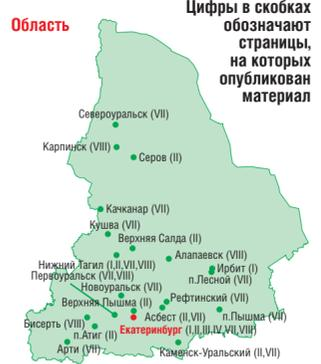 Область
Цифры в скобках
обозначают
страницы,
на которых
опубликован
материал
Североуральск (VII)
Карпинск (VIII)
Серов (II)
Качканар (VII)
Кушва (VII)
Верхняя Салда (II)
Алапаевск (VIII)
Нижний Тагил (I,II,VII,VIII)
Ирбит (I)
Первоуральск (VII,VIII)
п.Лесной (VII)
Новоуральск (VII)
Рефтинский (VII)
Верхняя Пышма (II)
Асбест (II,VII)
п.Пышма (VII)
Бисерть (VIII)
Екатеринбург (I,II,III,IV,VII,VIII)
п.Атиг (II)
Арти (VII)
Каменск-Уральский (II,VII)